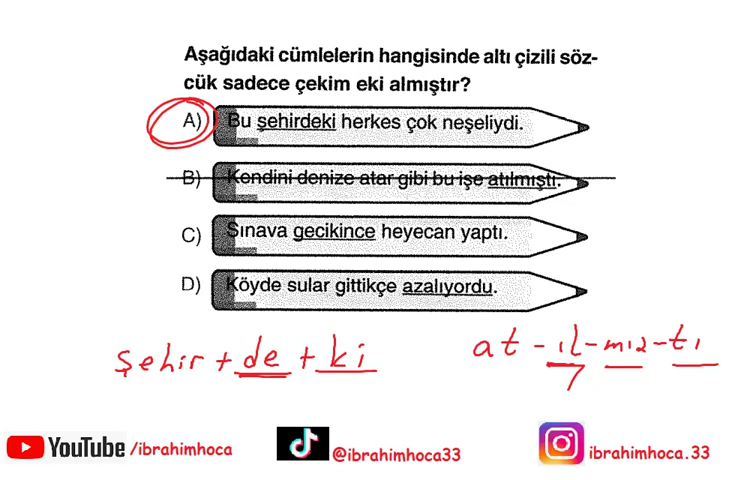 Aşağıdaki cümlelerin hangisinde altı çizili söz-
cük sadece çekim eki almıştır?
A) Bu şehirdeki herkes çok neşeliydi.
B) Kendini denize atar gibi bu işe atılmıştı.
C) Sınava gecikince heyecan yaptı.
D) Köyde sular gittikçe azalıyordu.
şehir + de + ki
at - ıl - mış - tı
YouTube /ibrahimhoca
@ibrahimhoca33
ibrahimhoca.33